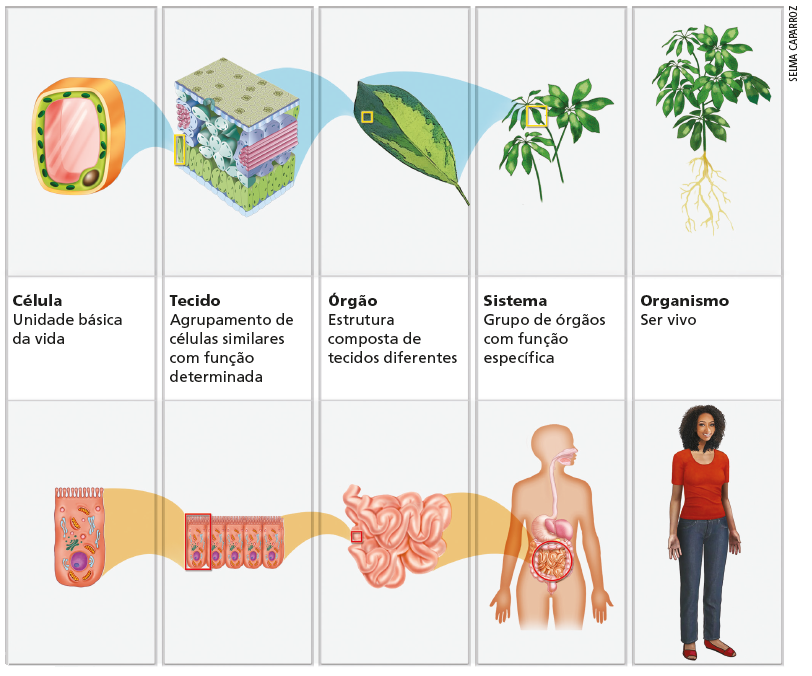 SELMA CAPARROZ
Célula
Unidade básica
da vida
Tecido
Agrupamento de
células similares
com função
determinada
Órgão
Estrutura
composta de
tecidos diferentes
Sistema
Grupo de órgãos
com função
específica
Organismo
Ser vivo